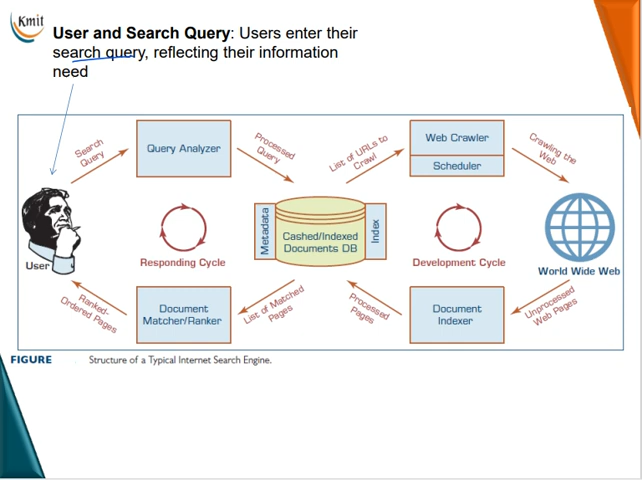 Kmit
User and Search Query: Users enter their
search query, reflecting their information
need
Search
Query
Query Analyzer
Processed
Query
List of URLs to
Crawl
Web Crawler
Scheduler
Crawling the
Web
User
Responding Cycle
Metadata
Cashed/Indexed
Documents DB
Index
Development Cycle
World Wide Web
Ranked-
Ordered Pages
Document
Matcher/Ranker
List of Matched
Pages
Processed
Pages
Document
Indexer
Unprocessed
Web Pages
FIGURE Structure of a Typical Internet Search Engine.